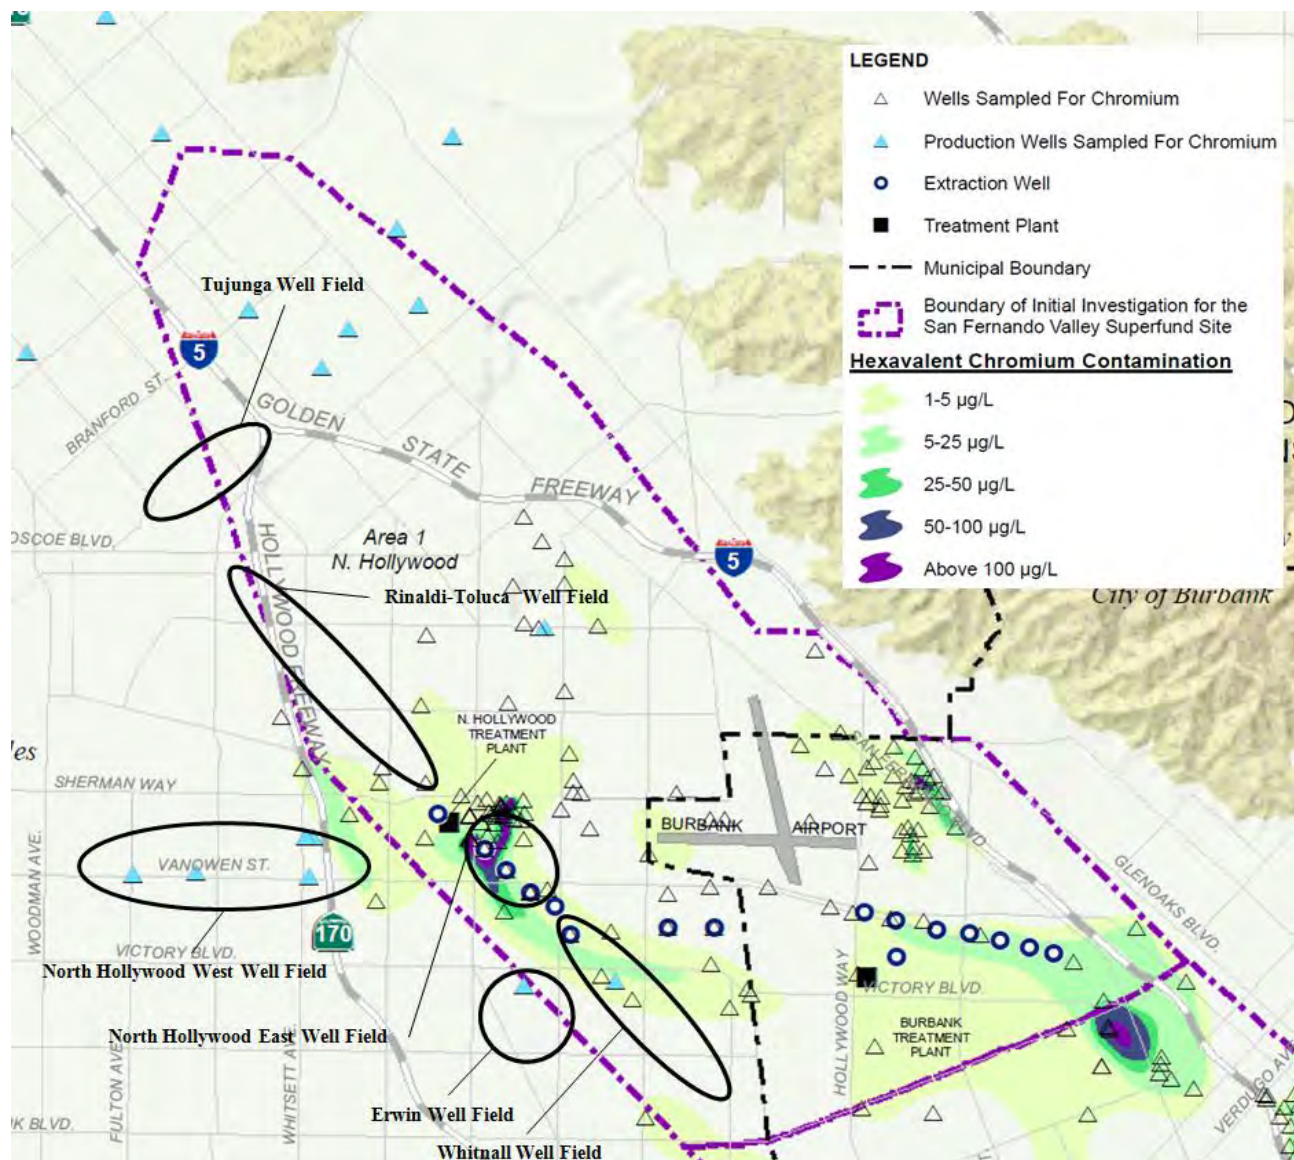 LEGEND
Wells Sampled For Chromium
Production Wells Sampled For Chromium
Extraction Well
Treatment Plant
Municipal Boundary
Boundary of Initial Investigation for the
San Fernando Valley Superfund Site
Hexavalent Chromium Contamination
1-5 µg/L
5-25 µg/L
25-50 µg/L
50-100 µg/L
Above 100 µg/L
Tujunga Well Field
5
BRANFORD ST.
GOLDEN
STATE
FREEWAY
OSCOE BLVD.
HOLLYWOOD FREEWAY
Area 1
N. Hollywood
5
Rinaldi-Toluca Well Field
City of Burbank
N. HOLLYWOOD
TREATMENT
PLANT
les
SHERMAN WAY
BURBANK
AIRPORT
BLVD
GLENOAKS BLVD.
WOODMAN AVE.
VANOWEN ST.
170
VICTORY BLVD.
North Hollywood West Well Field
HOLLYWOOD WAY
VICTORY BLVD.
North Hollywood East Well Field
BURBANK
TREATMENT
PLANT
FULTON AVE.
WHITSETT AVE.
VERDUGO AVE.
Erwin Well Field
NK BLVD.
Whitnall Well Field